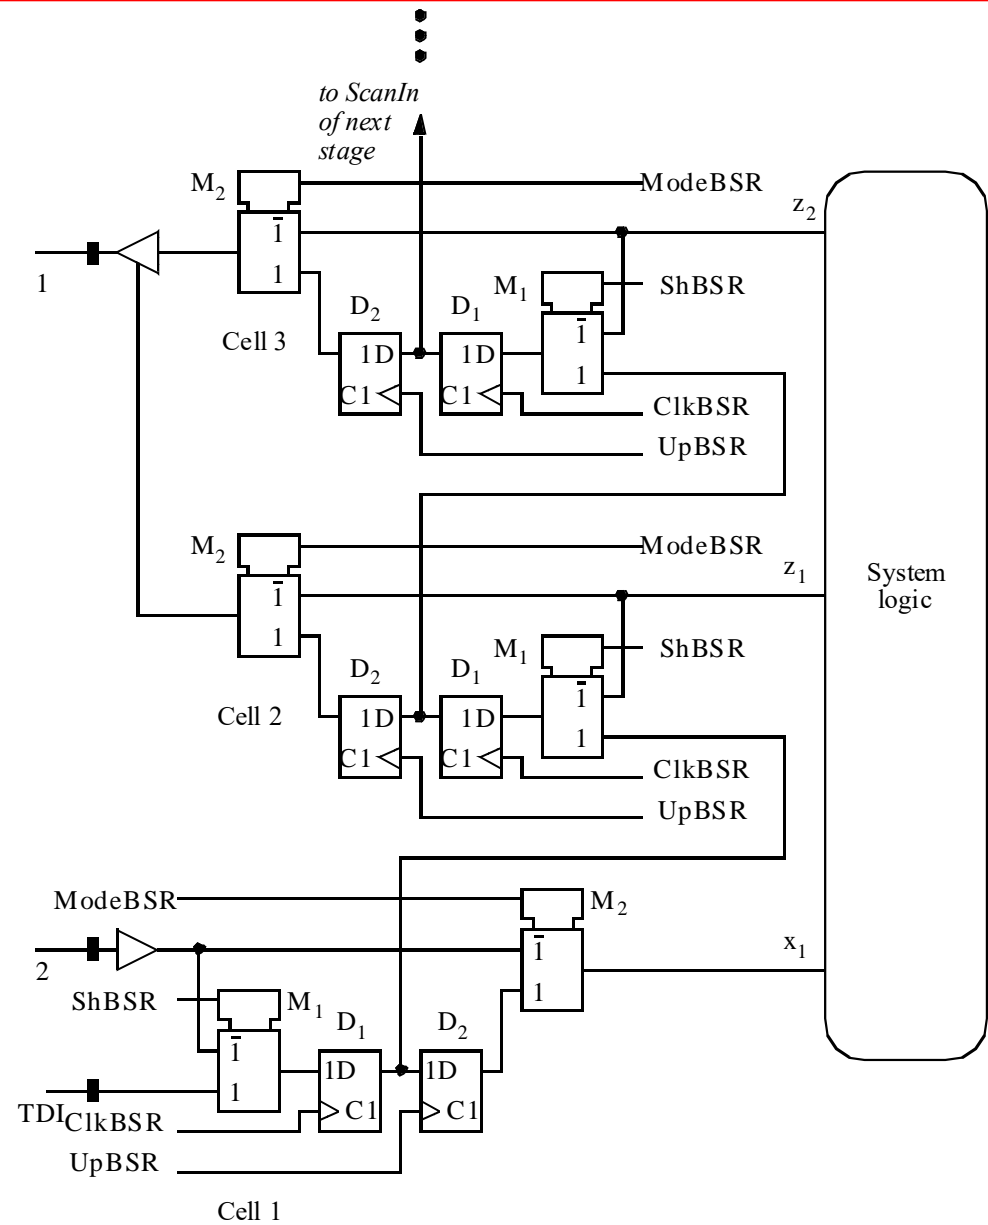 to ScanIn
of next
stage
M2
ModeBSR
z2
1̅
1
1
M1
ShBSR
D2
D1
1̅
Cell 3
1D
1D
1
C1
C1
ClkBSR
UpBSR
M2
ModeBSR
z1
System
logic
1̅
1
M1
ShBSR
D2
D1
1̅
Cell 2
1D
1D
1
C1
C1
ClkBSR
UpBSR
ModeBSR
M2
x1
1̅
2
1
ShBSR
M1
D1
D2
1̅
1D
1D
1
TDI
ClkBSR
C1
C1
UpBSR
Cell 1